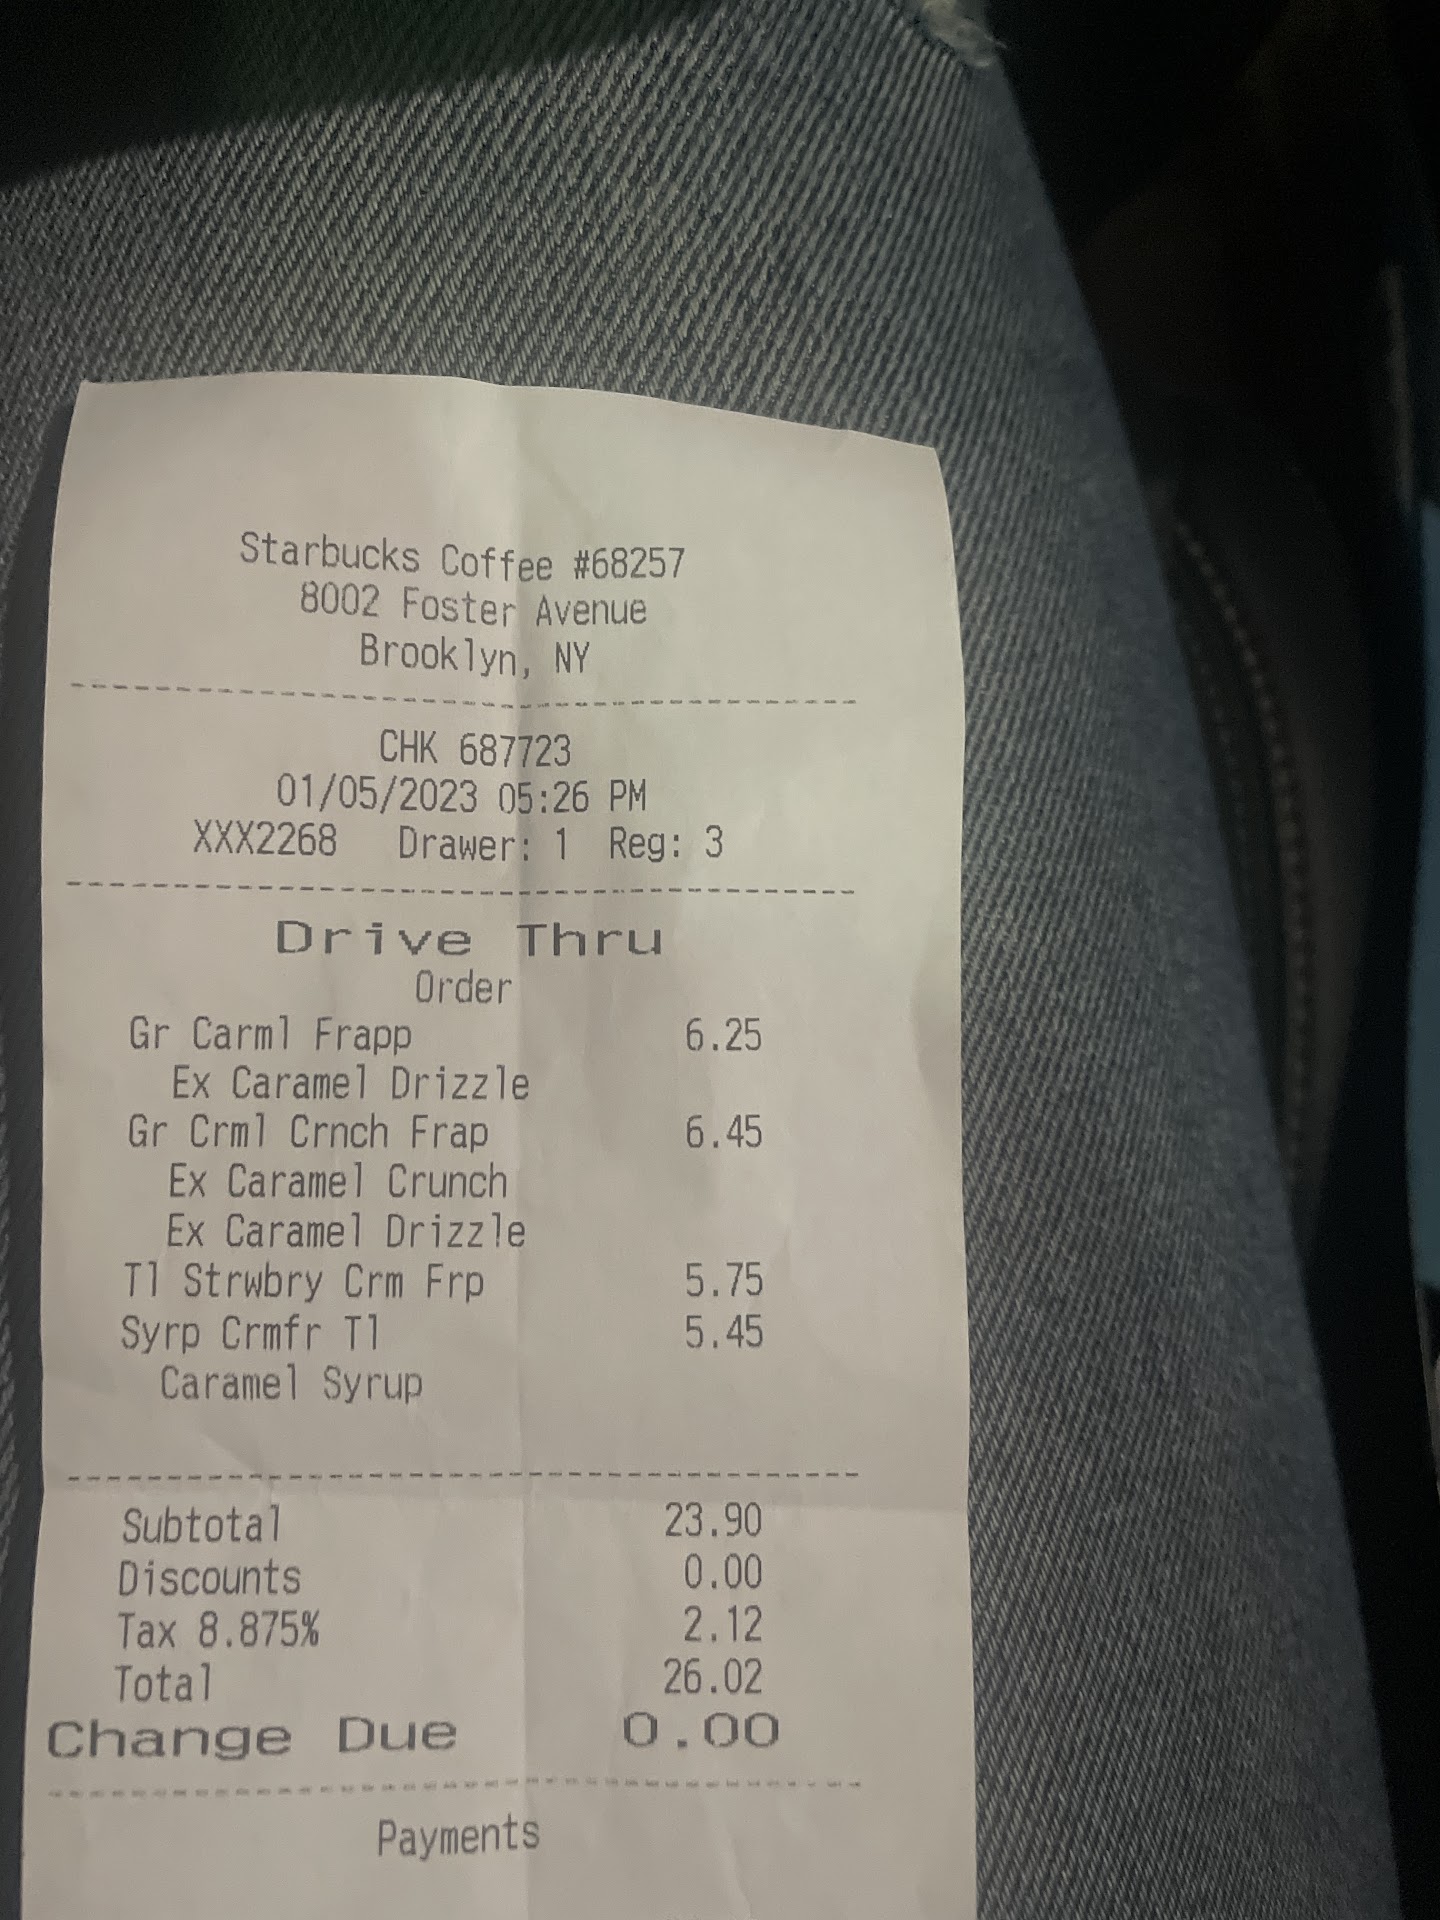 Starbucks Coffee #68257
8002 Foster Avenue
Brooklyn, NY
CHK 687723
01/05/2023 05:26 PM
XXX2268 Drawer: 1 Reg: 3
Drive Thru
Order
Gr Carml Frapp 6.25
Ex Caramel Drizzle
Gr Crml Crnch Frap 6.45
Ex Caramel Crunch
Ex Caramel Drizzle
Tl Strwbry Crm Frp 5.75
Syrp Crmfr Tl 5.45
Caramel Syrup
Subtotal 23.90
Discounts 0.00
Tax 8.875% 2.12
Total 26.02
Change Due 0.00
Payments